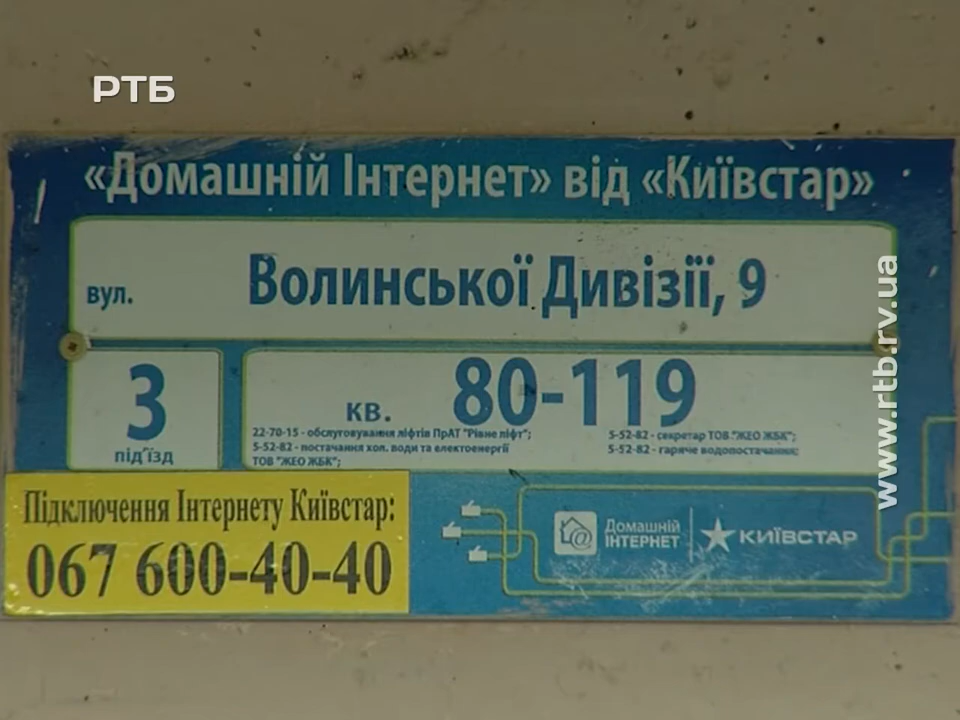 РТБ
«Домашній Інтернет» від «Київстар»
вул. Волинської Дивізії, 9
www.rtb.rv.ua
3
під'їзд
кв. 80-119
22-70-15 - обслуговування ліфтів ПрАТ "Рівне ліфт";
5-52-82 - постачання хол. води та електоенергії
ТОВ "ЖЕО ЖБК";
5-52-82 - секретар ТОВ "ЖЕО ЖБК";
5-52-82 - гаряче водопостачання;
Підключення Інтернету Київстар:
067 600-40-40
Домашній
ІНТЕРНЕТ
КИЇВСТАР